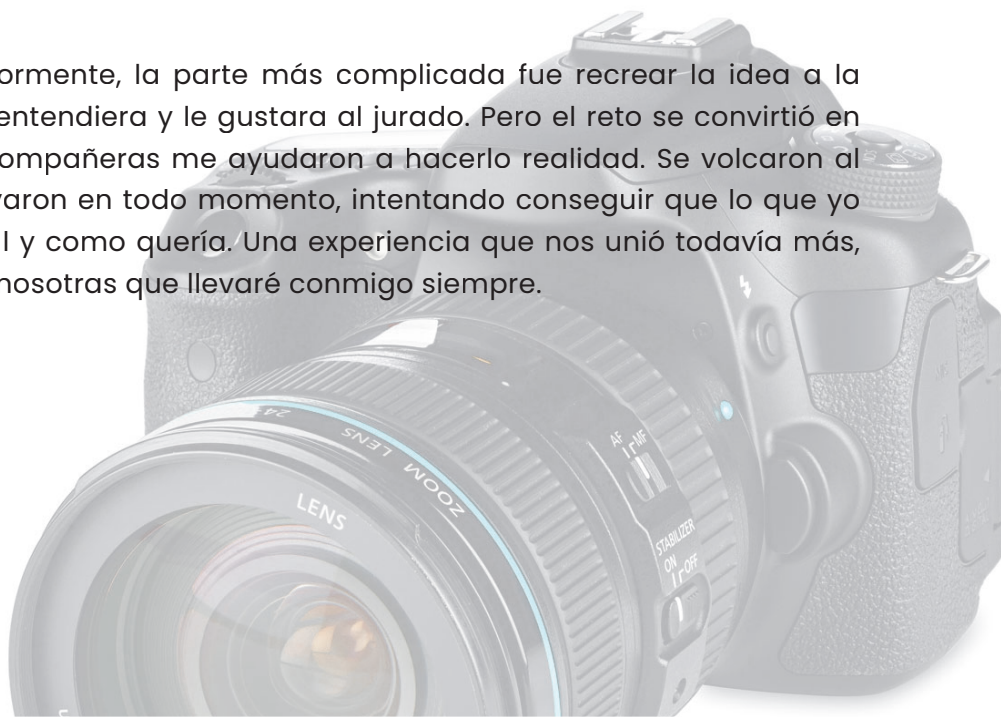 ormente, la parte más complicada fue recrear la idea a la
entendiera y le gustara al jurado. Pero el reto se convirtió en
ompañeras me ayudaron a hacerlo realidad. Se volcaron al
varon en todo momento, intentando conseguir que lo que yo
l y como quería. Una experiencia que nos unió todavía más,
nosotras que llevaré conmigo siempre.
24
ZOOM LENS
LENS
AF MF
STABILIZER
ON OFF